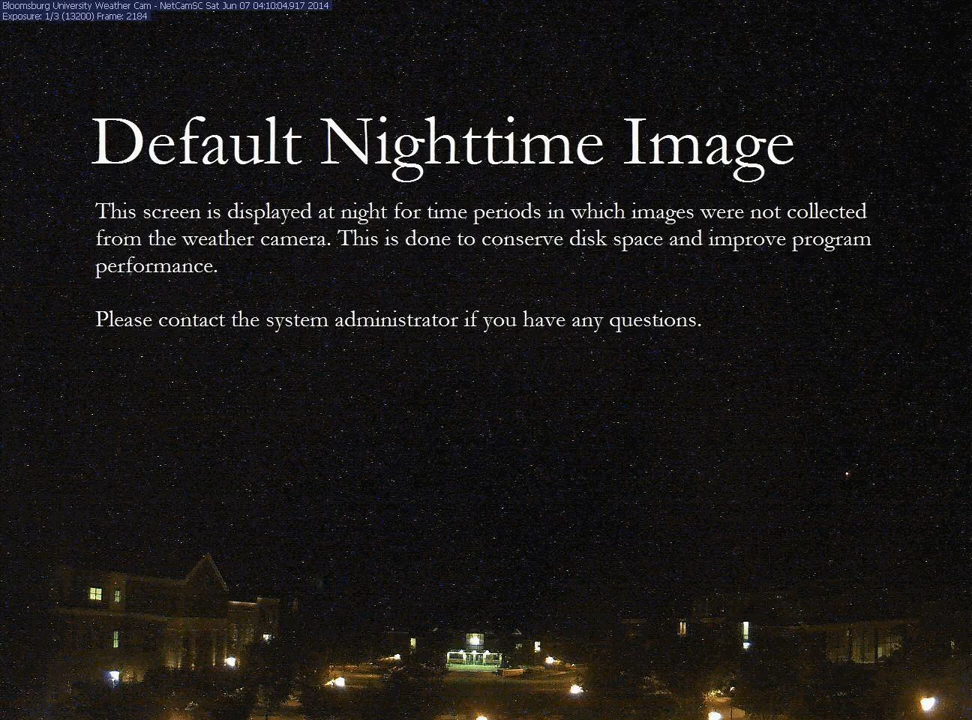 Bloomsburg University Weather Cam - NetCamSC Sat Jun 07 04:10:04.917 2014
Exposure: 1/3 (13200) Frame: 2184
Default Nighttime Image
This screen is displayed at night for time periods in which images were not collected
from the weather camera. This is done to conserve disk space and improve program
performance.
Please contact the system administrator if you have any questions.